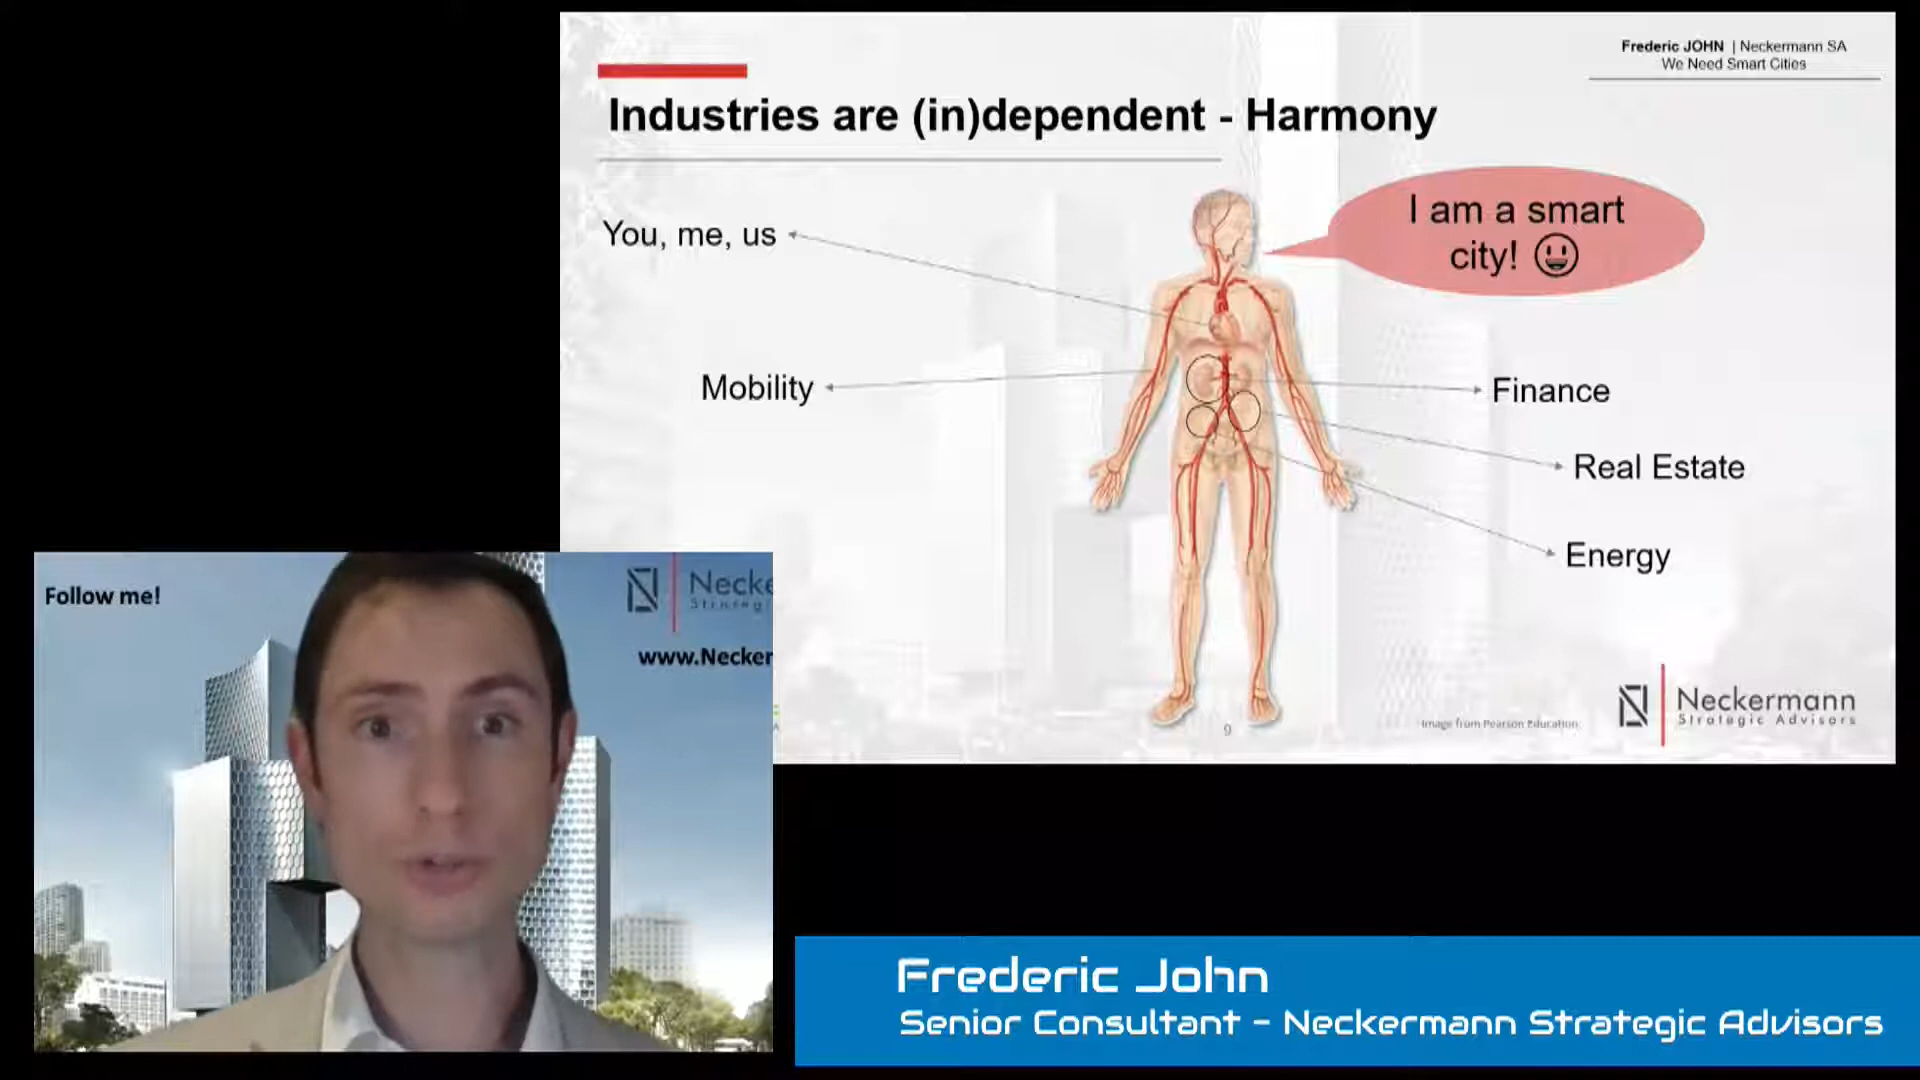 Frederic JOHN | Neckermann SA
We Need Smart Cities
Industries are (in)dependent - Harmony
I am a smart
city! 😃
You, me, us
Mobility
Finance
Real Estate
Energy
Image from Pearson Education
9
Neckermann
Strategic Advisors
Follow me!
Necke
Strategi
www.Necker
Frederic John
Senior Consultant - Neckermann Strategic Advisors